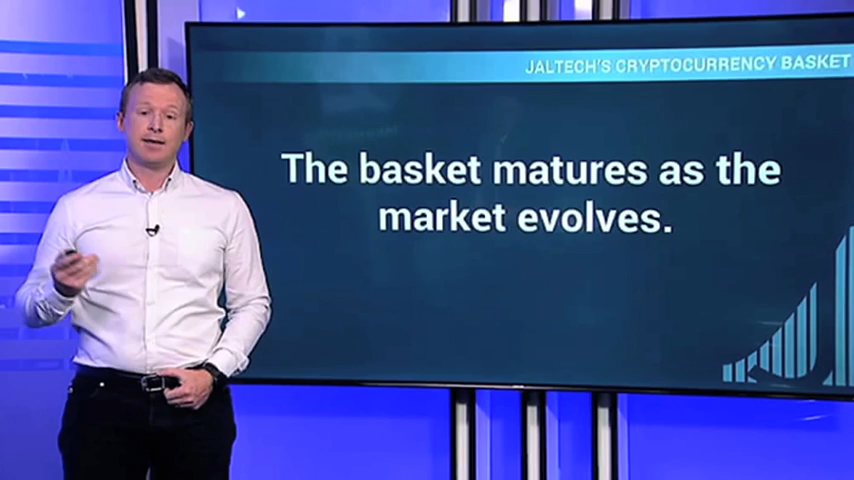 JALTECH'S CRYPTOCURRENCY BASKET
The basket matures as the
market evolves.